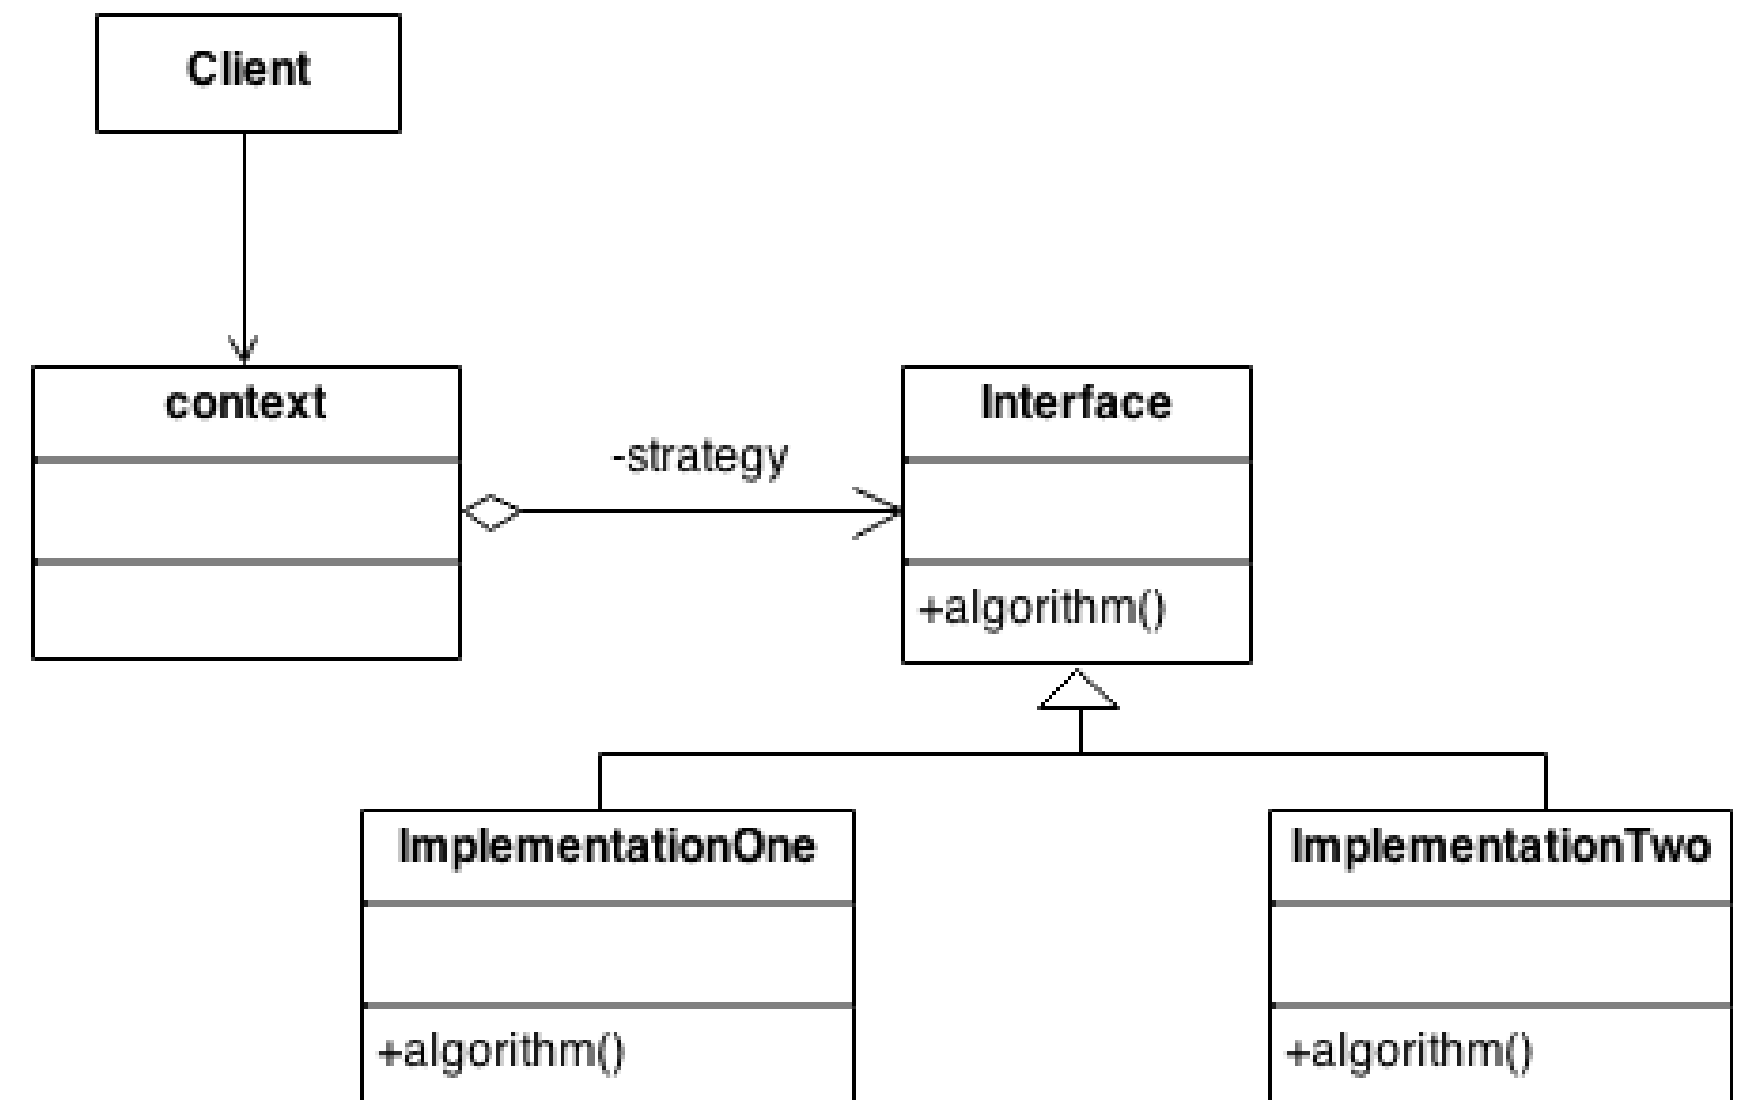 Client
context
-strategy
Interface
+algorithm()
ImplementationOne
+algorithm()
ImplementationTwo
+algorithm()